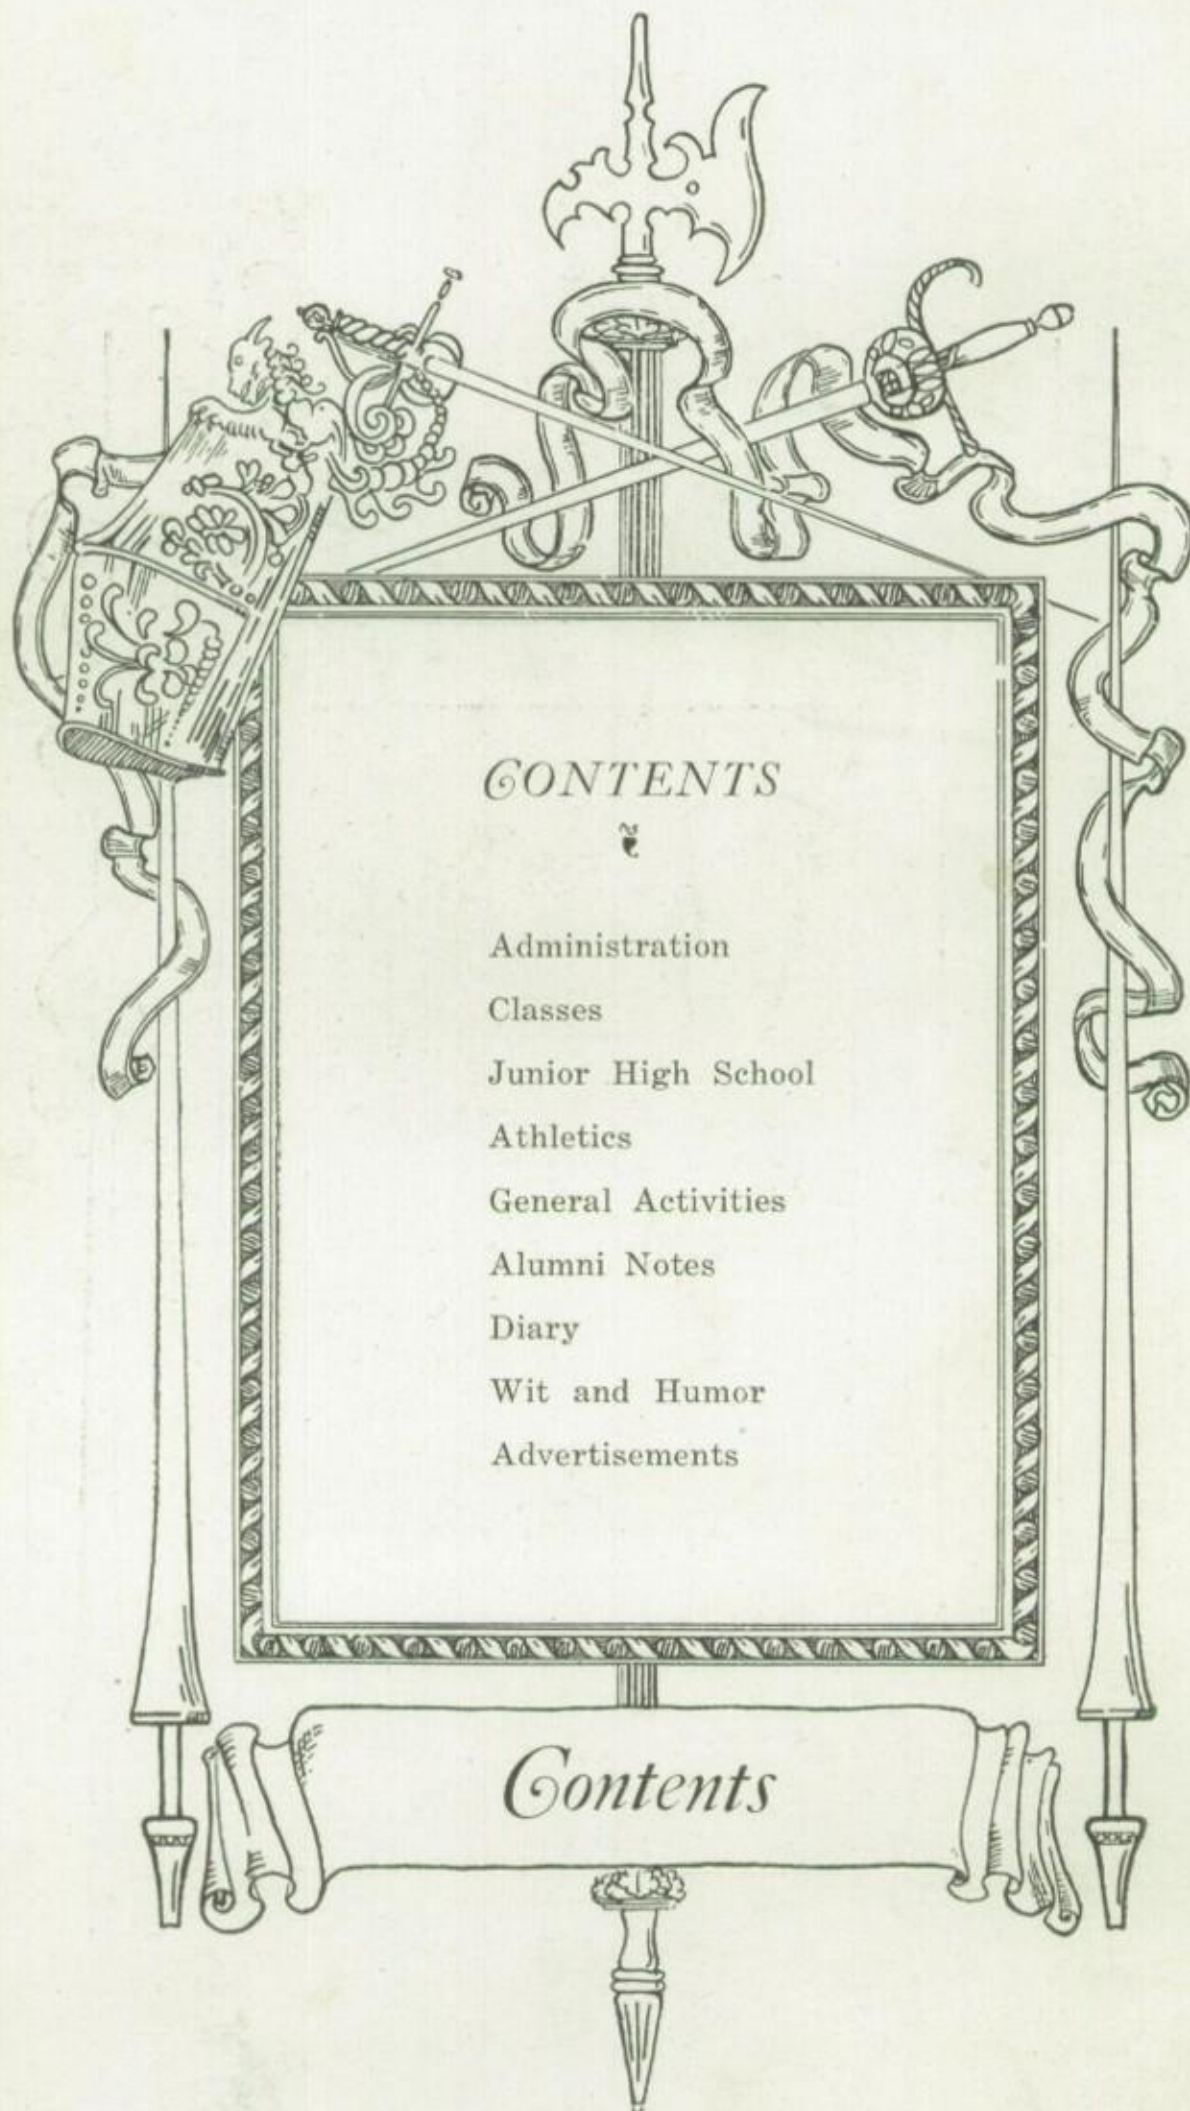 CONTENTS
Administration
Classes
Junior High School
Athletics
General Activities
Alumni Notes
Diary
Wit and Humor
Advertisements
Contents